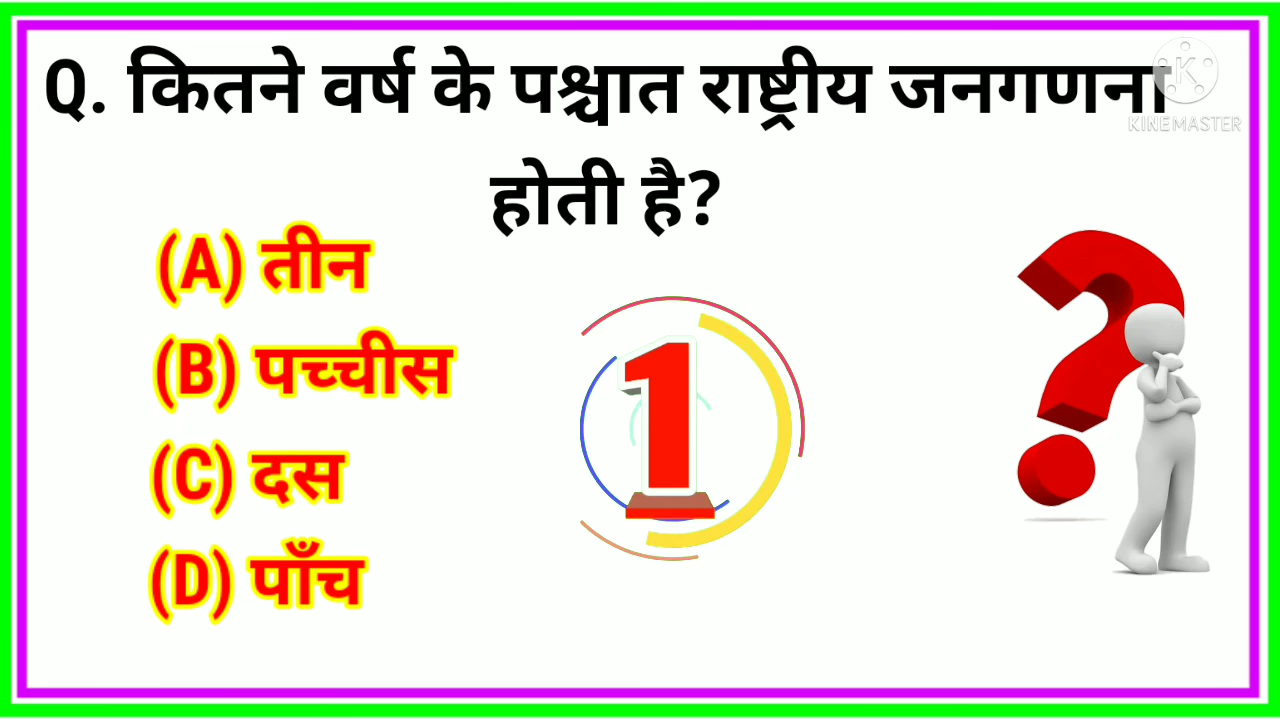 Q. कितने वर्ष के पश्चात राष्ट्रीय जनगणना
होती है?
(A) तीन
(B) पच्चीस
(C) दस
(D) पाँच
1
K
KINEMASTER